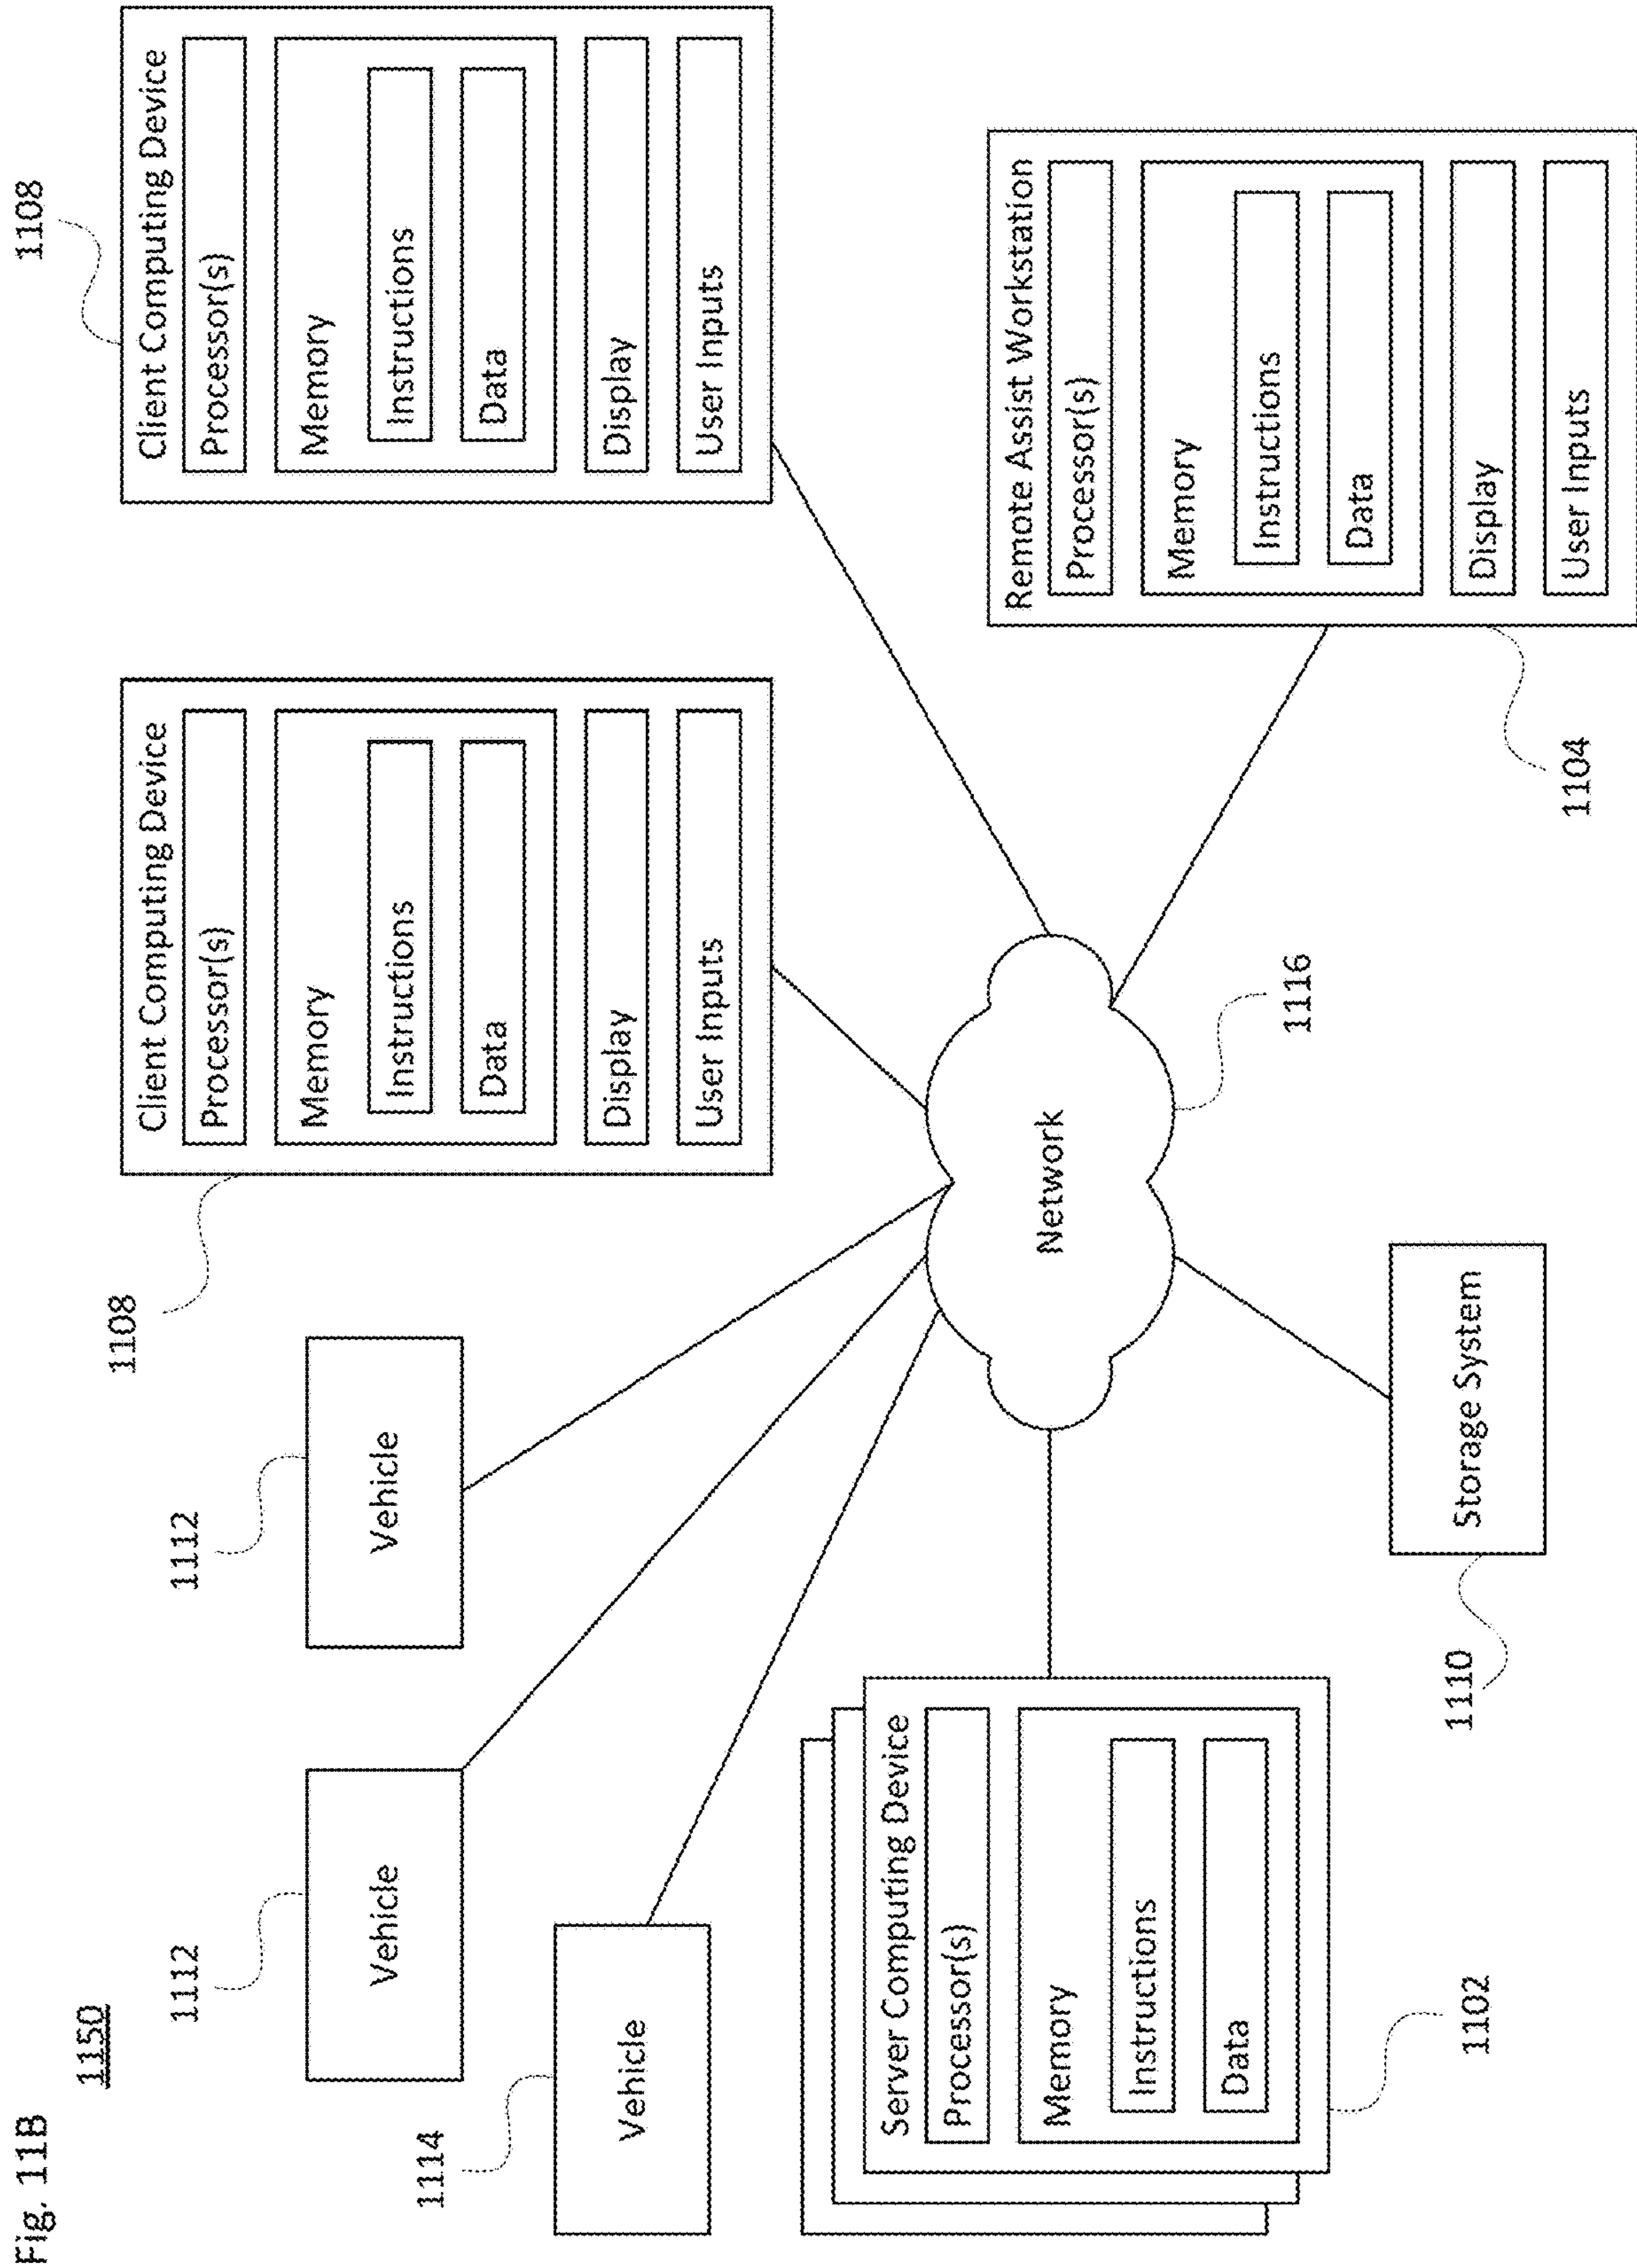 Fig. 11B
1150
1112
Vehicle
1112
Vehicle
1114
Vehicle
1108
Client Computing Device
Processor(s)
Memory
Instructions
Data
Display
User Inputs
1108
Client Computing Device
Processor(s)
Memory
Instructions
Data
Display
User Inputs
Server Computing Device
Processor(s)
Memory
Instructions
Data
1102
Network
1116
Storage System
1110
Remote Assist Workstation
Processor(s)
Memory
Instructions
Data
Display
User Inputs
1104